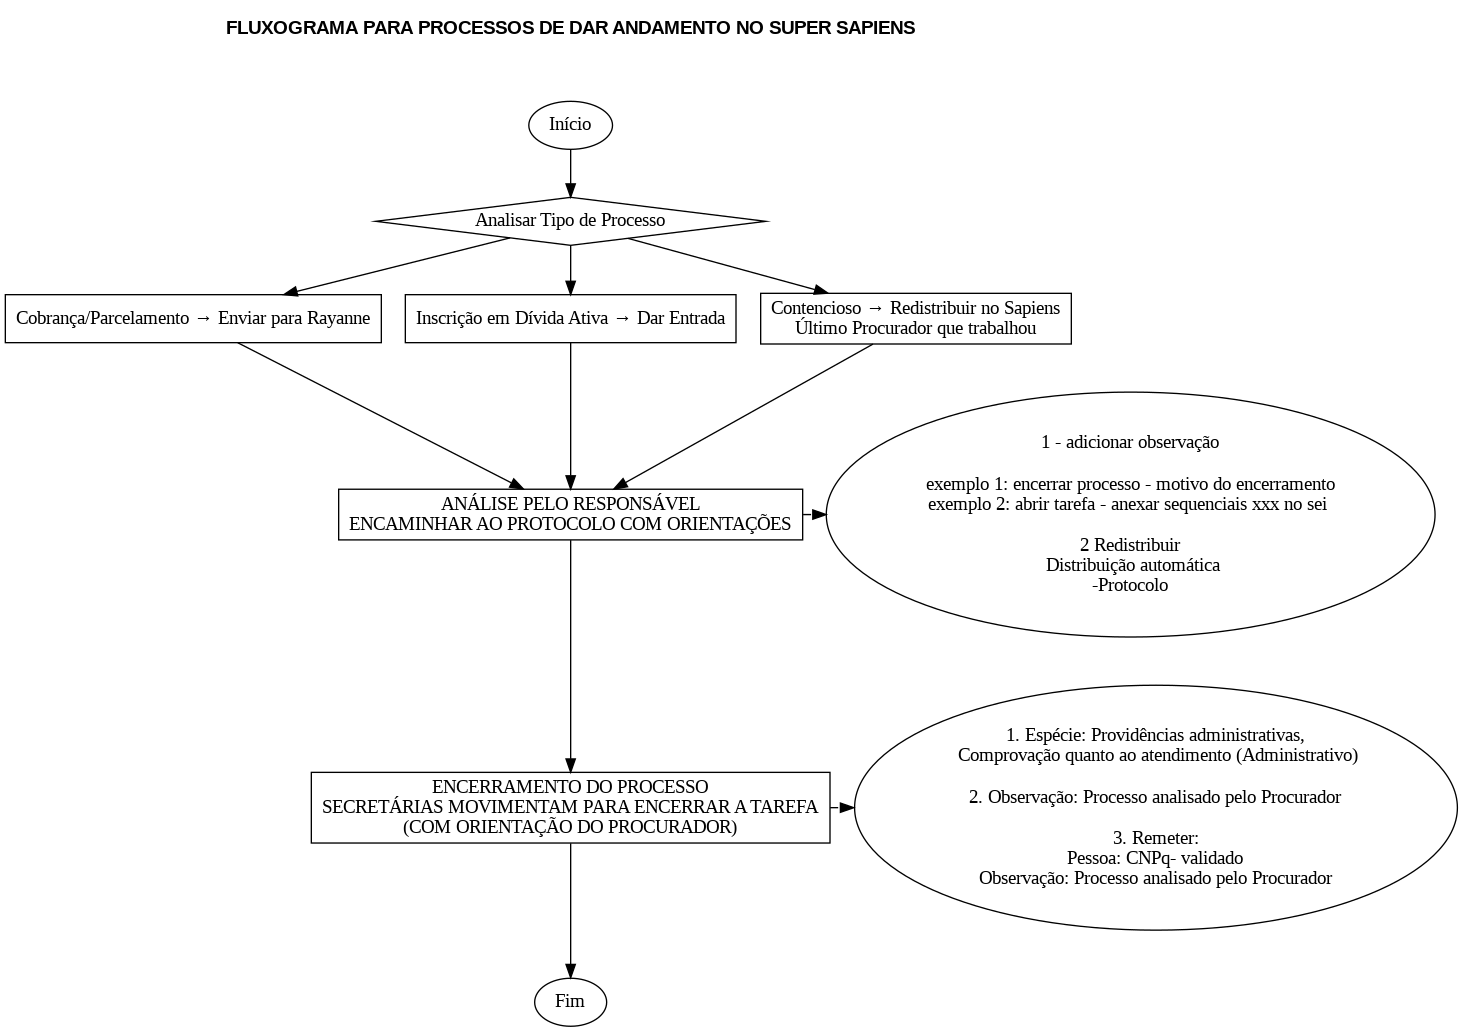 FLUXOGRAMA PARA PROCESSOS DE DAR ANDAMENTO NO SUPER SAPIENS
Início
Analisar Tipo de Processo
Cobrança/Parcelamento → Enviar para Rayanne
Inscrição em Dívida Ativa → Dar Entrada
Contencioso → Redistribuir no Sapiens
Último Procurador que trabalhou
ANÁLISE PELO RESPONSÁVEL
ENCAMINHAR AO PROTOCOLO COM ORIENTAÇÕES
1 - adicionar observação
exemplo 1: encerrar processo - motivo do encerramento
exemplo 2: abrir tarefa - anexar sequenciais xxx no sei
2 Redistribuir
Distribuição automática
-Protocolo
ENCERRAMENTO DO PROCESSO
SECRETÁRIAS MOVIMENTAM PARA ENCERRAR A TAREFA
(COM ORIENTAÇÃO DO PROCURADOR)
1. Espécie: Providências administrativas,
Comprovação quanto ao atendimento (Administrativo)
2. Observação: Processo analisado pelo Procurador
3. Remeter:
Pessoa: CNPq- validado
Observação: Processo analisado pelo Procurador
Fim